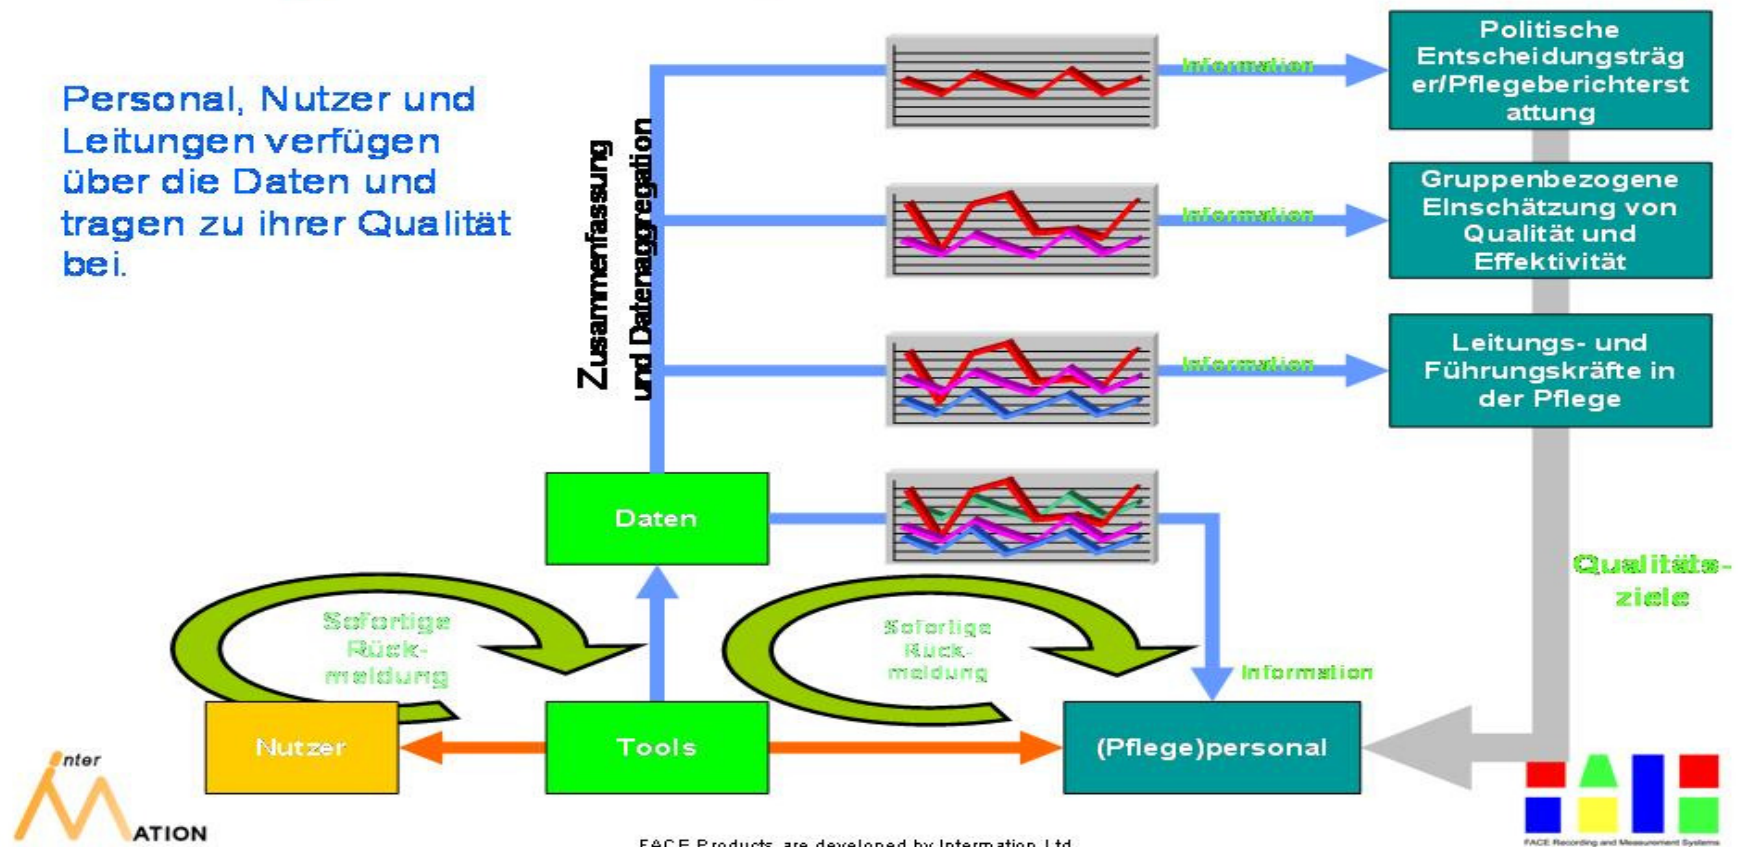 Personal, Nutzer und
Leitungen verfügen
über die Daten und
tragen zu ihrer Qualität
bei.
Zusammenfassung
und Datenaggregation
Information
Politische
Entscheidungsträg
er/Pflegeberichterst
attung
Information
Gruppenbezogene
EInschätzung von
Qualität und
Effektivität
Information
Leitungs- und
Führungskräfte in
der Pflege
Daten
Qualitäts-
ziele
Sofortige
Rück-
meldung
Sofortige
Rück-
meldung
Information
Nutzer
Tools
(Pflege)personal
inter
MATION
FACE
FACE Recording and Measurement Systems
FACE Products are developed by Intermation Ltd